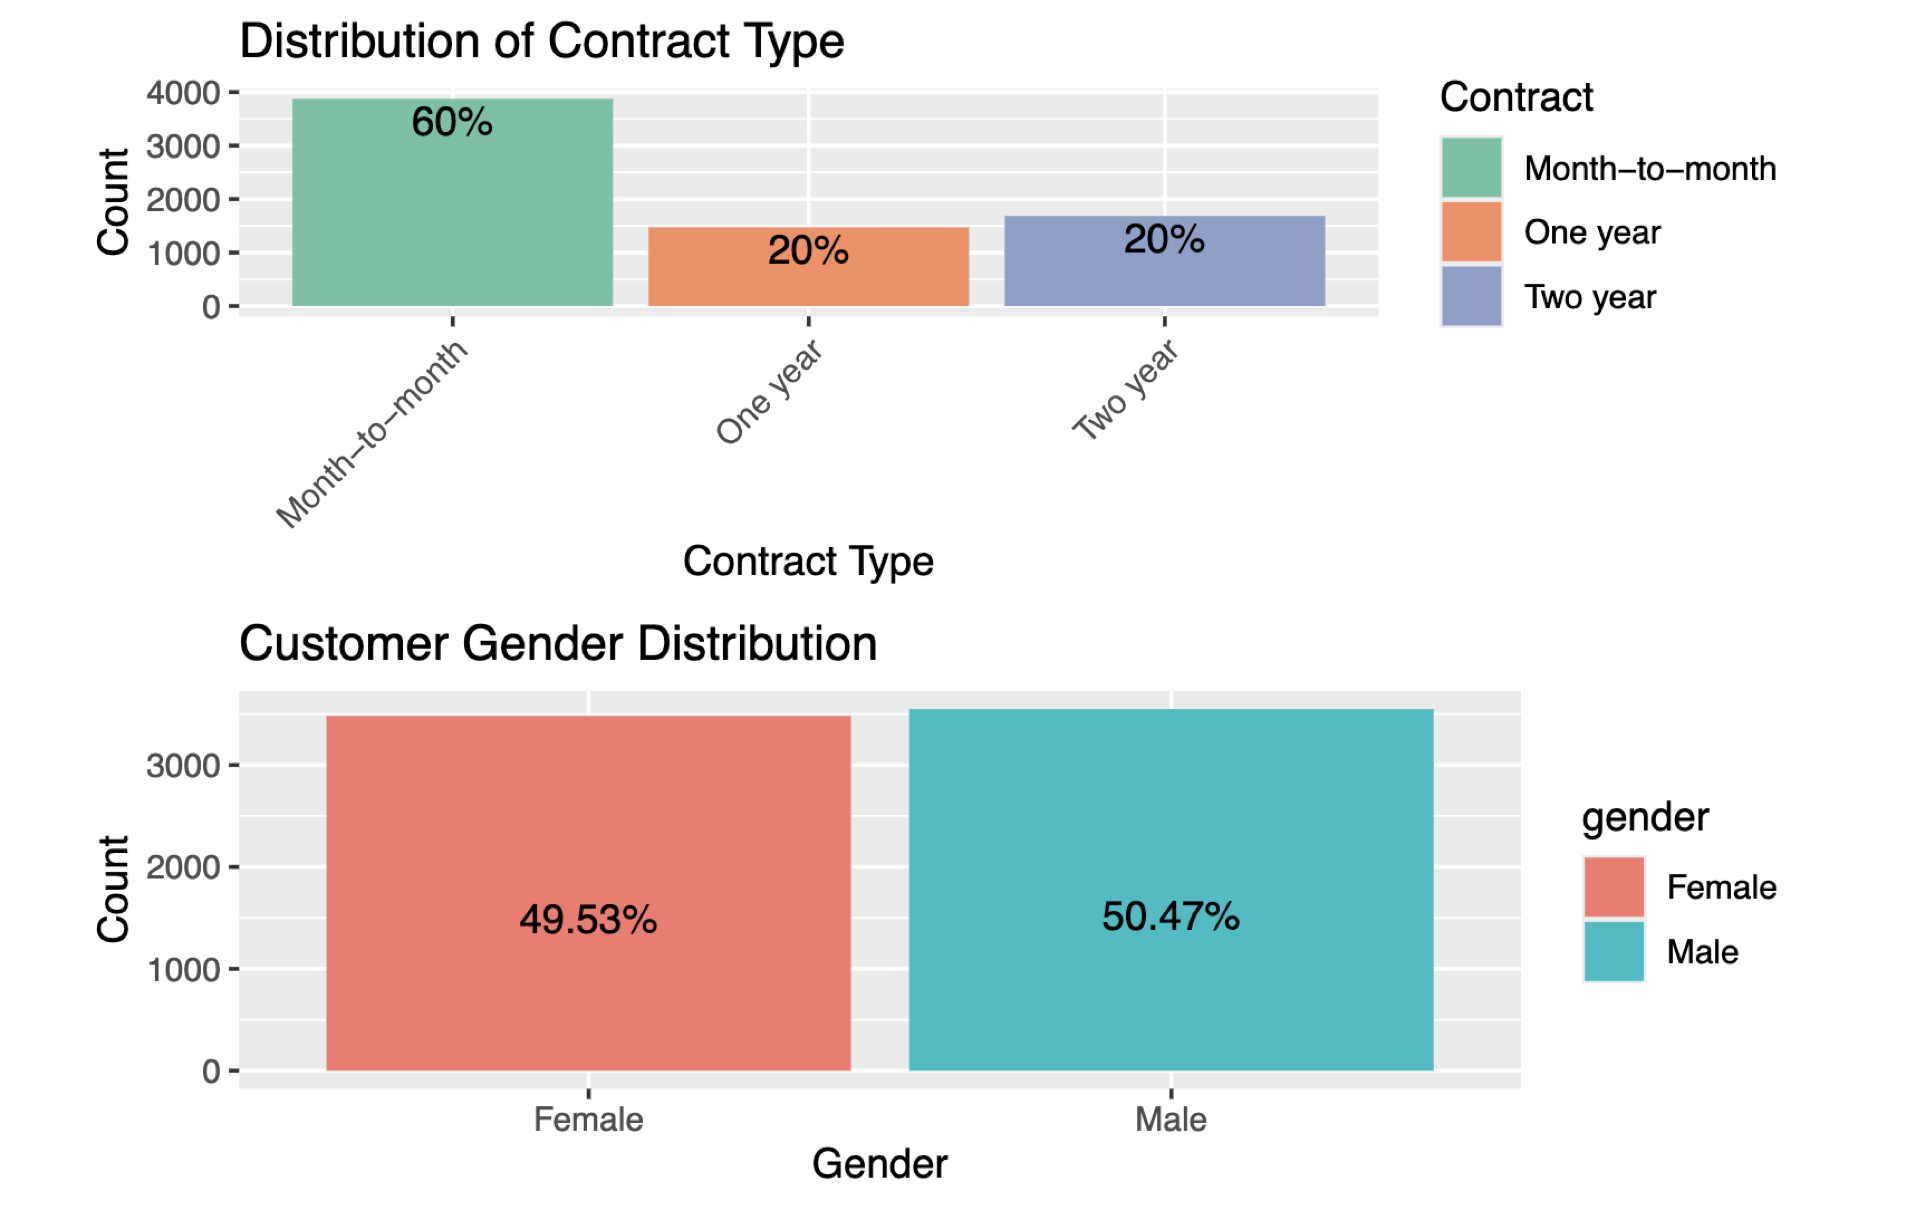 Distribution of Contract Type
4000
3000
2000
1000
0
Count
60%
20%
20%
Month–to–month
One year
Two year
Contract Type
Contract
Month–to–month
One year
Two year
Customer Gender Distribution
3000
2000
1000
0
Count
49.53%
50.47%
Female
Male
Gender
gender
Female
Male